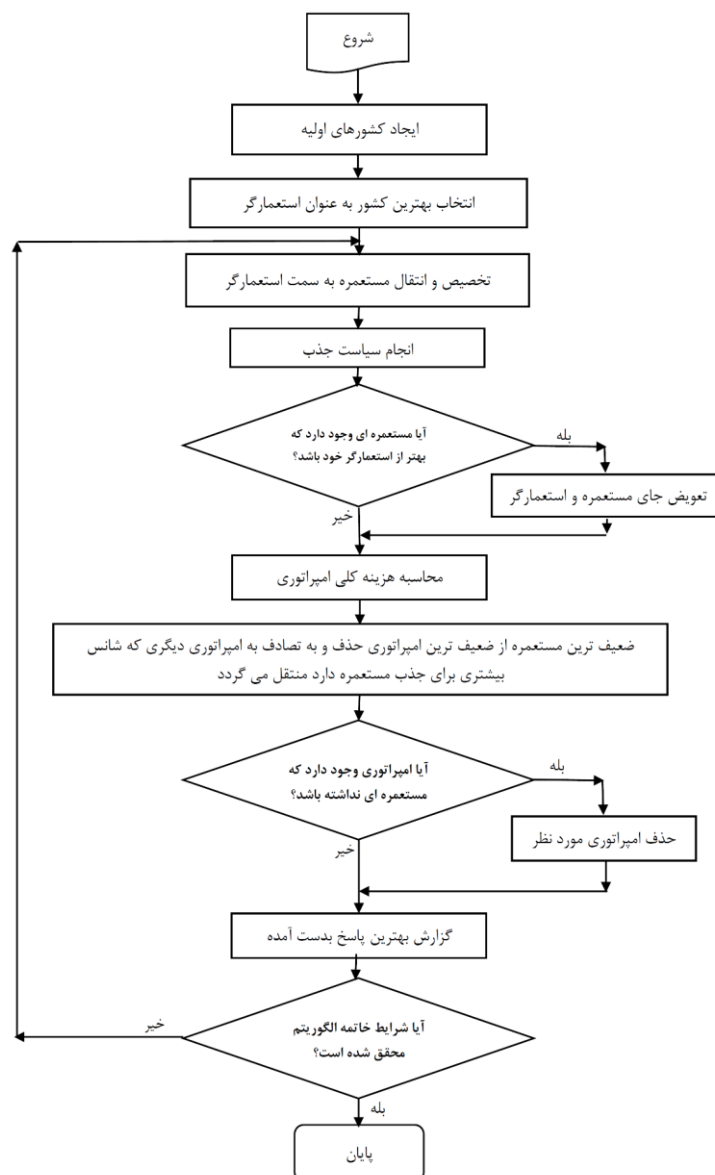 شروع
ایجاد کشورهای اولیه
انتخاب بهترین کشور به عنوان استعمارگر
تخصیص و انتقال مستعمره به سمت استعمارگر
انجام سیاست جذب
آیا مستعمره ای وجود دارد که
بهتر از استعمارگر خود باشد؟
بله
تعویض جای مستعمره و استعمارگر
خیر
محاسبه هزینه کلی امپراتوری
ضعیف ترین مستعمره از ضعیف ترین امپراتوری حذف و به تصادف به امپراتوری دیگری که شانس
بیشتری برای جذب مستعمره دارد منتقل می گردد
آیا امپراتوری وجود دارد که
مستعمره ای نداشته باشد؟
بله
حذف امپراتوری مورد نظر
خیر
گزارش بهترین پاسخ بدست آمده
آیا شرایط خاتمه الگوریتم
محقق شده است؟
خیر
بله
پایان